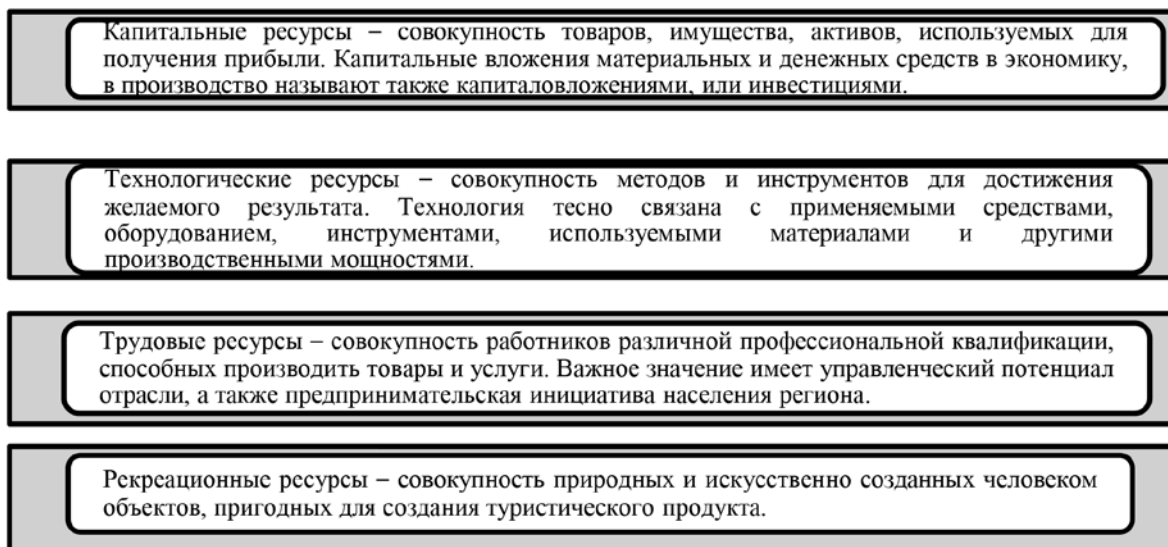 Капитальные ресурсы – совокупность товаров, имущества, активов, используемых для
получения прибыли. Капитальные вложения материальных и денежных средств в экономику,
в производство называют также капиталовложениями, или инвестициями.
Технологические ресурсы – совокупность методов и инструментов для достижения
желаемого результата. Технология тесно связана с применяемыми средствами,
оборудованием, инструментами, используемыми материалами и другими
производственными мощностями.
Трудовые ресурсы – совокупность работников различной профессиональной квалификации,
способных производить товары и услуги. Важное значение имеет управленческий потенциал
отрасли, а также предпринимательская инициатива населения региона.
Рекреационные ресурсы – совокупность природных и искусственно созданных человеком
объектов, пригодных для создания туристического продукта.